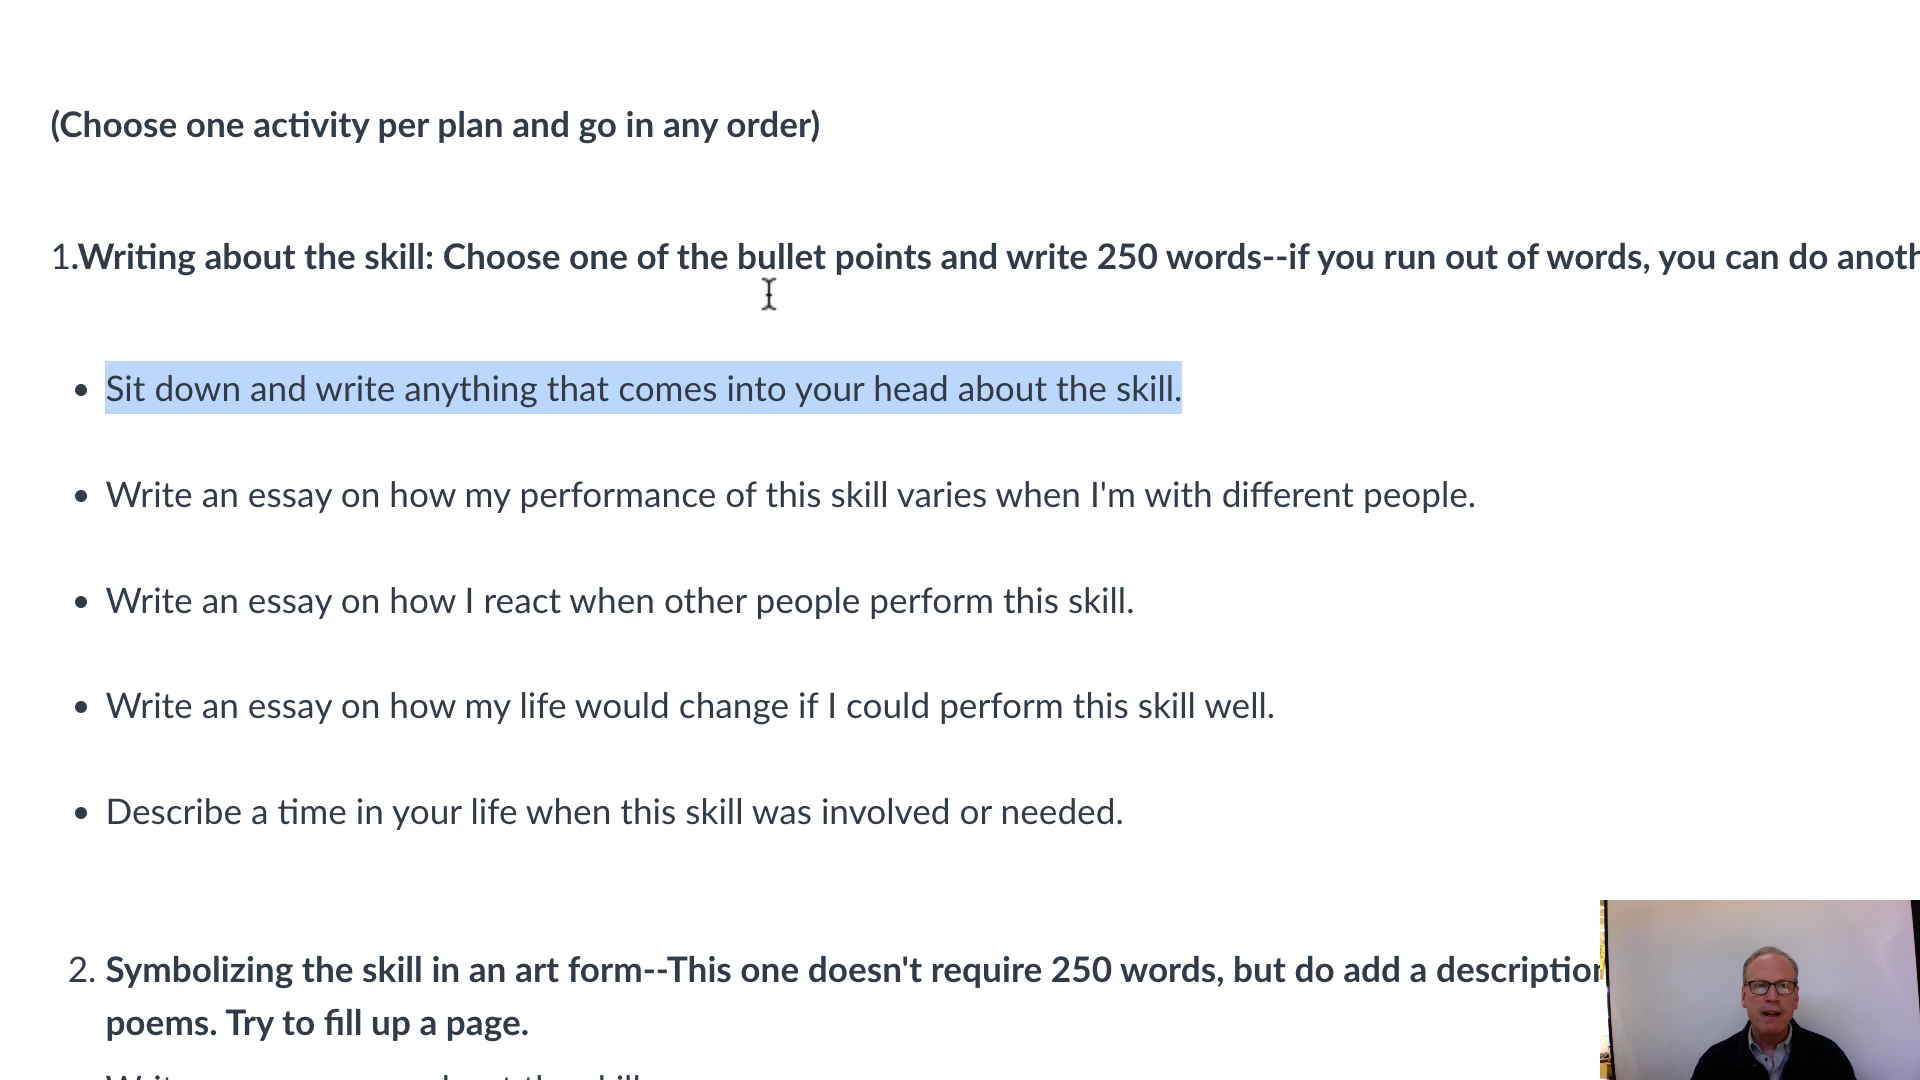 (Choose one activity per plan and go in any order)
1.Writing about the skill: Choose one of the bullet points and write 250 words--if you run out of words, you can do
Sit down and write anything that comes into your head about the skill.
Write an essay on how my performance of this skill varies when I'm with different people.
Write an essay on how I react when other people perform this skill.
Write an essay on how my life would change if I could perform this skill well.
Describe a time in your life when this skill was involved or needed.
2. Symbolizing the skill in an art form--This one doesn't require 250 words, but do add a description
poems. Try to fill up a page.